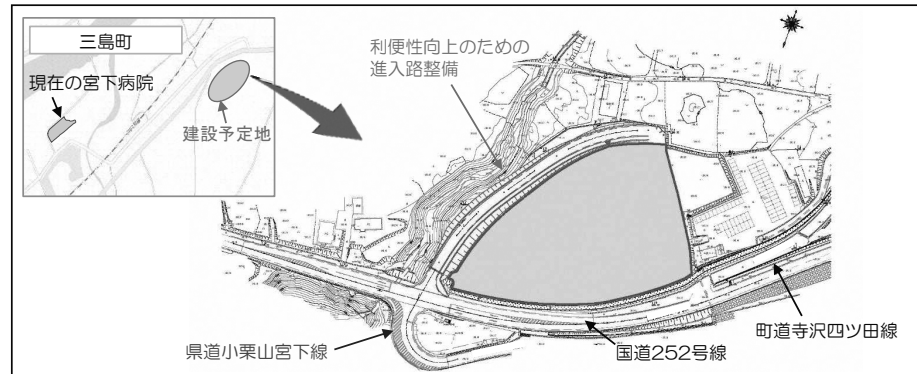 三島町
現在の宮下病院
建設予定地
利便性向上のための
進入路整備
県道小栗山宮下線
国道252号線
町道寺沢四ツ田線